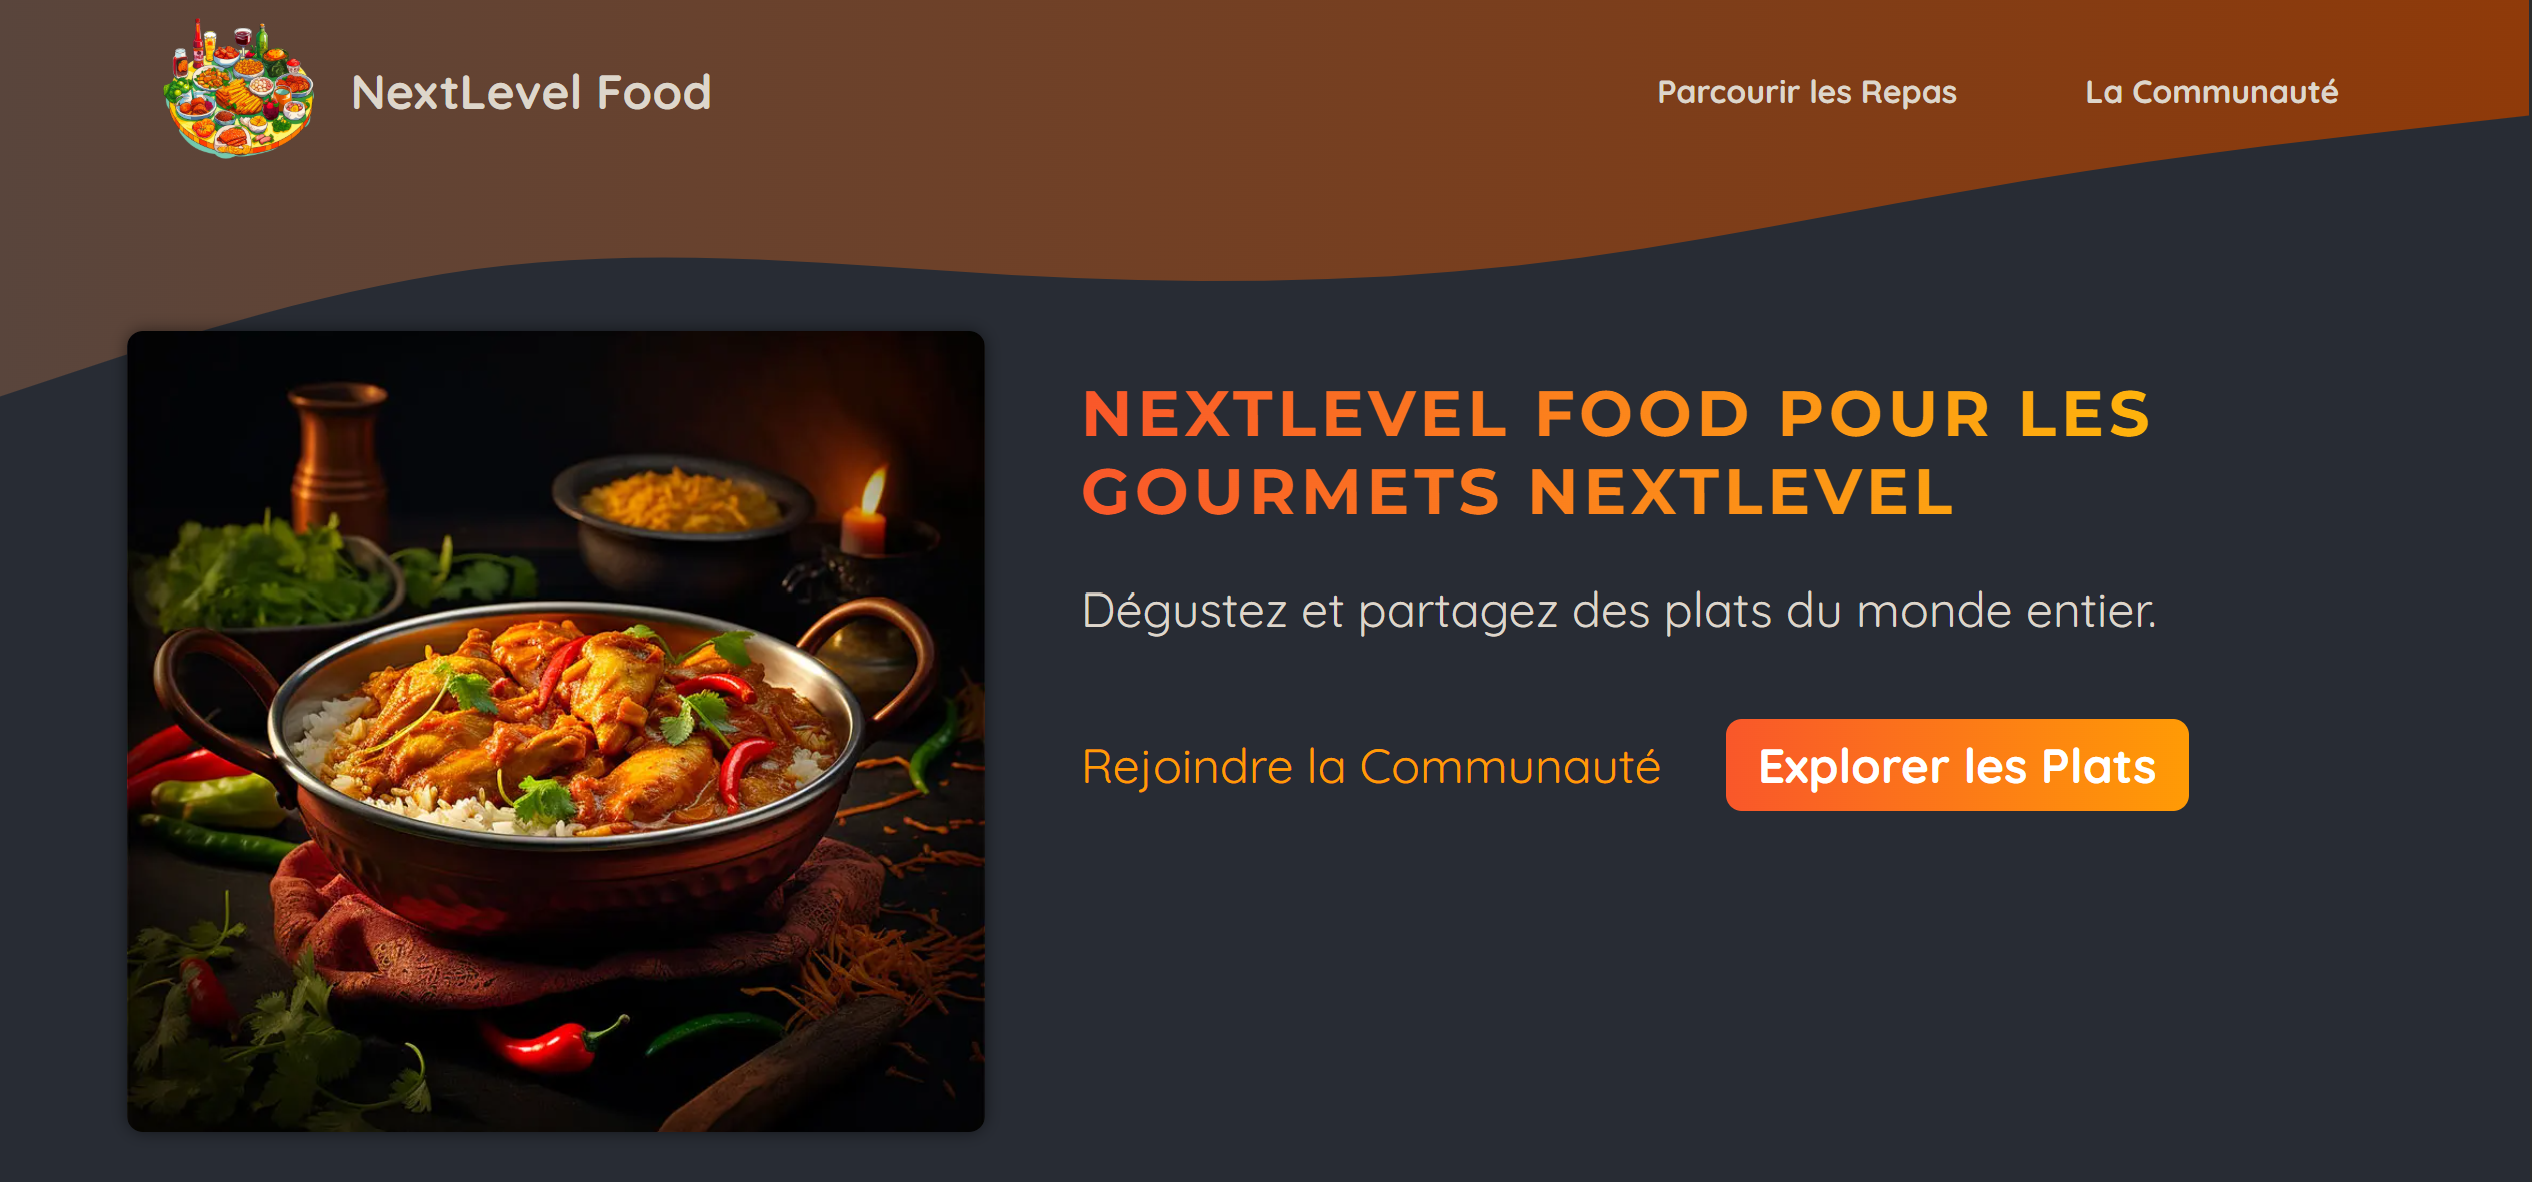 NextLevel Food
Parcourir les Repas
La Communauté
NEXTLEVEL FOOD POUR LES
GOURMETS NEXTLEVEL
Dégustez et partagez des plats du monde entier.
Rejoindre la Communauté
Explorer les Plats